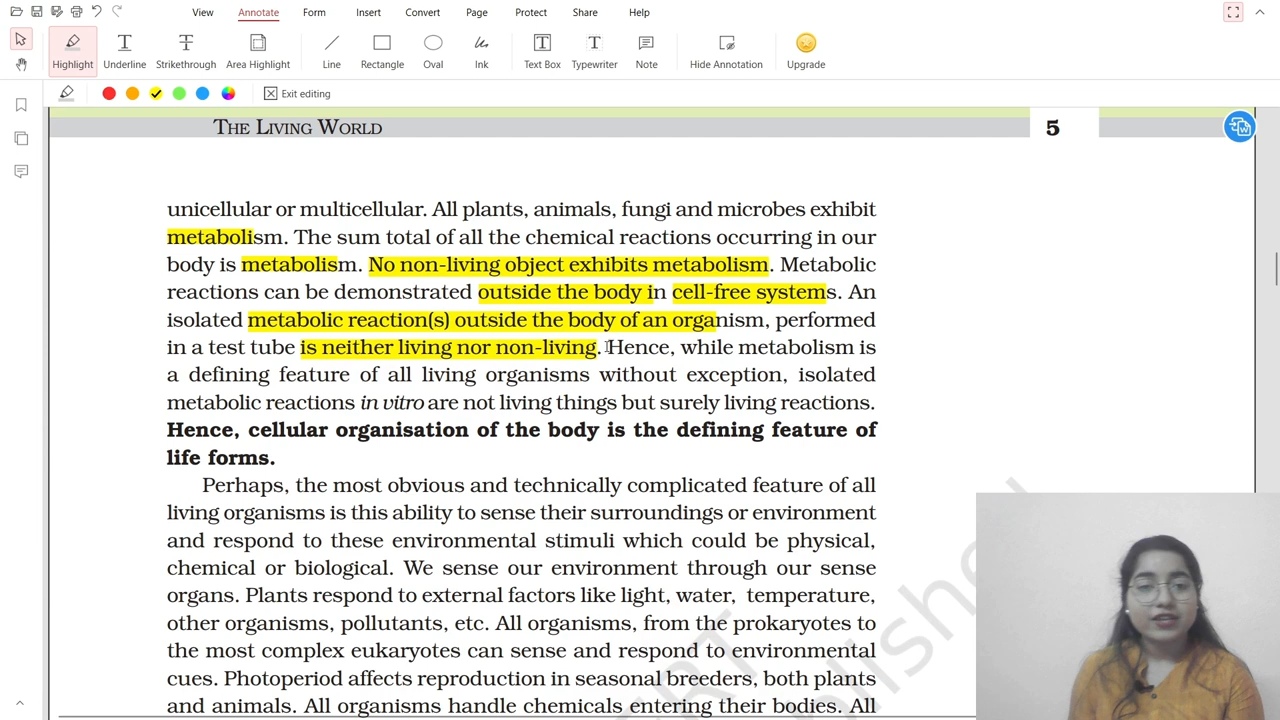 View Annotate Form Insert Convert Page Protect Share Help
Highlight Underline Strikethrough Area Highlight Line Rectangle Oval Ink Text Box Typewriter Note Hide Annotation Upgrade
Exit editing
THE LIVING WORLD 5
unicellular or multicellular. All plants, animals, fungi and microbes exhibit
metabolism. The sum total of all the chemical reactions occurring in our
body is metabolism. No non-living object exhibits metabolism. Metabolic
reactions can be demonstrated outside the body in cell-free systems. An
isolated metabolic reaction(s) outside the body of an organism, performed
in a test tube is neither living nor non-living. Hence, while metabolism is
a defining feature of all living organisms without exception, isolated
metabolic reactions in vitro are not living things but surely living reactions.
Hence, cellular organisation of the body is the defining feature of
life forms.
Perhaps, the most obvious and technically complicated feature of all
living organisms is this ability to sense their surroundings or environment
and respond to these environmental stimuli which could be physical,
chemical or biological. We sense our environment through our sense
organs. Plants respond to external factors like light, water, temperature,
other organisms, pollutants, etc. All organisms, from the prokaryotes to
the most complex eukaryotes can sense and respond to environmental
cues. Photoperiod affects reproduction in seasonal breeders, both plants
and animals. All organisms handle chemicals entering their bodies. All